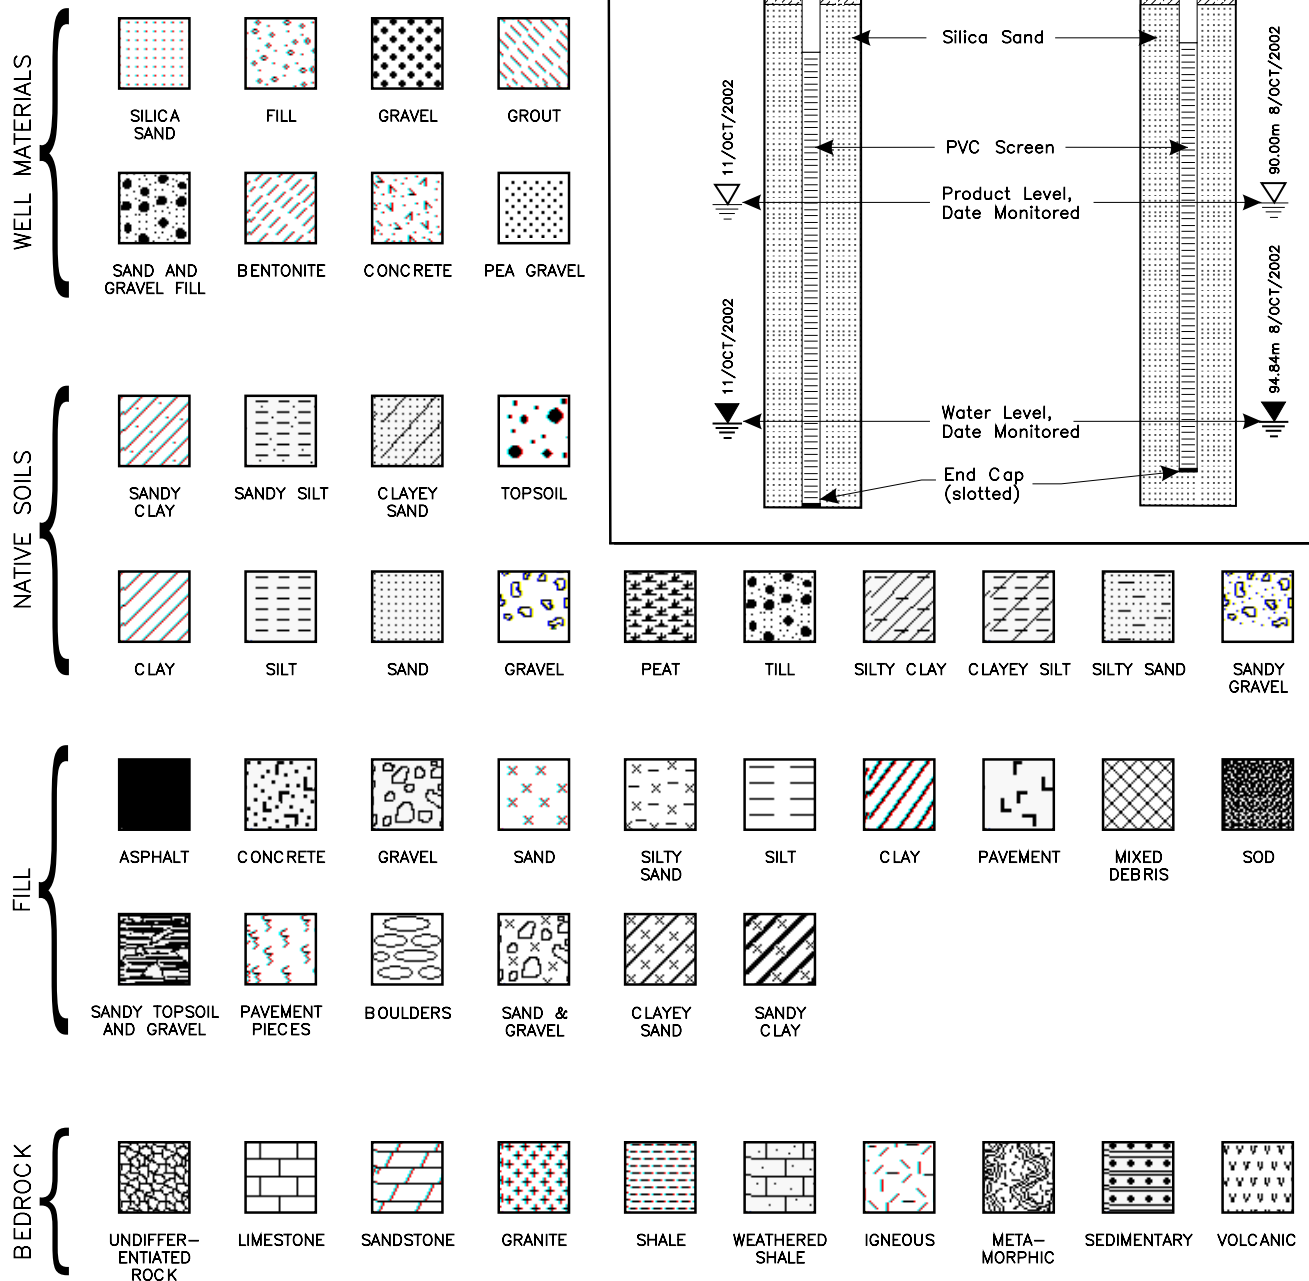 WELL MATERIALS
SILICA
SAND
FILL
GRAVEL
GROUT
SAND AND
GRAVEL FILL
BENTONITE
CONCRETE
PEA GRAVEL
Silica Sand
11/OCT/2002
90.00m 8/OCT/2002
PVC Screen
Product Level,
Date Monitored
11/OCT/2002
94.84m 8/OCT/2002
Water Level,
Date Monitored
End Cap
(slotted)
NATIVE SOILS
SANDY
CLAY
SANDY SILT
CLAYEY
SAND
TOPSOIL
CLAY
SILT
SAND
GRAVEL
PEAT
TILL
SILTY CLAY
CLAYEY SILT
SILTY SAND
SANDY
GRAVEL
FILL
ASPHALT
CONCRETE
GRAVEL
SAND
SILTY
SAND
SILT
CLAY
PAVEMENT
MIXED
DEBRIS
SOD
SANDY TOPSOIL
AND GRAVEL
PAVEMENT
PIECES
BOULDERS
SAND &
GRAVEL
CLAYEY
SAND
SANDY
CLAY
BEDROCK
UNDIFFER-
ENTIATED
ROCK
LIMESTONE
SANDSTONE
GRANITE
SHALE
WEATHERED
SHALE
IGNEOUS
META-
MORPHIC
SEDIMENTARY
VOLCANIC